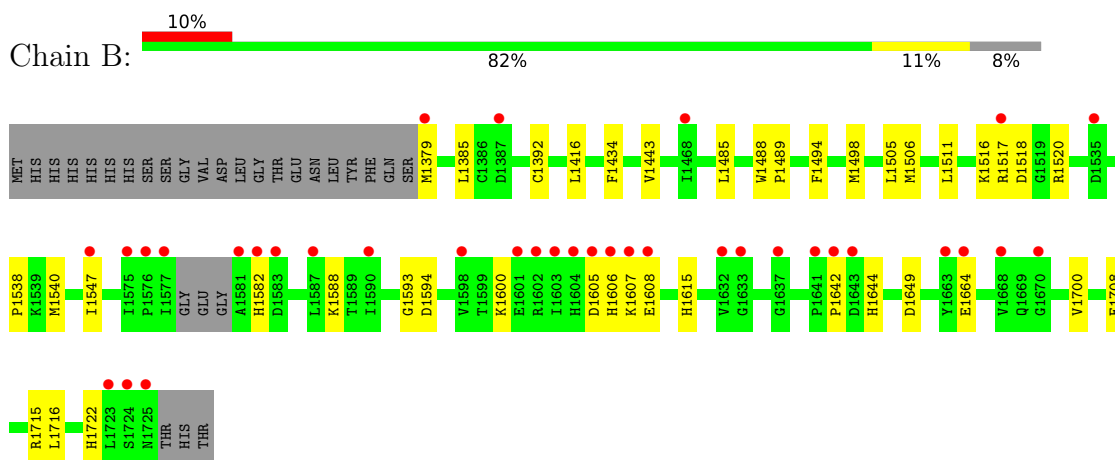 10%
Chain B:
82% 11% 8%
MET HIS HIS HIS HIS HIS HIS SER SER GLY VAL ASP LEU GLY THR GLU ASN LEU TYR PHE GLN SER M1379 L1385 C1386 D1387 C1392 L1416 F1434 V1443 I1468 L1485 W1488 P1489 F1494 M1498 L1505 M1506 L1511 K1516 R1517 D1518 G1519 R1520 D1535
P1538 K1539 M1540 I1547 I1575 P1576 I1577 GLY GLU GLY A1581 H1582 D1583 L1587 K1588 T1589 I1590 G1593 D1594 V1598 T1599 K1600 E1601 R1602 I1603 H1604 D1605 H1606 K1607 E1608 H1615 V1632 G1633 G1637 P1641 P1642 D1643 H1644 D1649 Y1663 E1664 V1668 Q1669 G1670 V1700
R1715 L1716 H1722 L1723 S1724 N1725 THR HIS THR